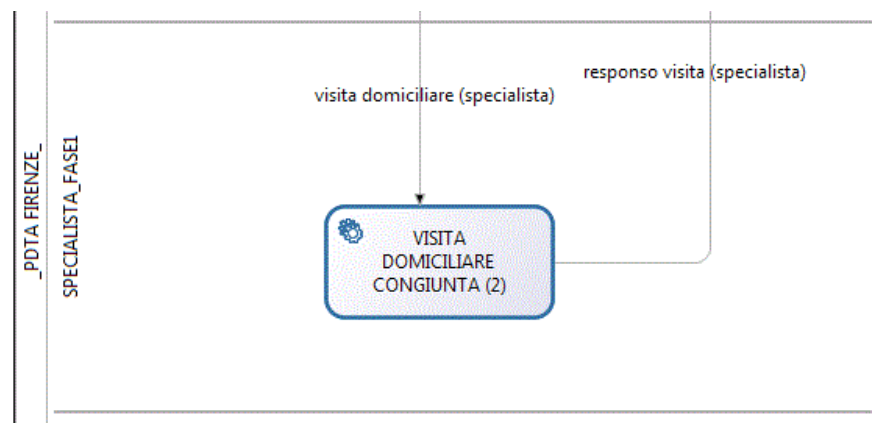 _PDTA FIRENZE_
SPECIALISTA_FASE1
responso visita (specialista)
visita domiciliare (specialista)
VISITA
DOMICILIARE
CONGIUNTA (2)